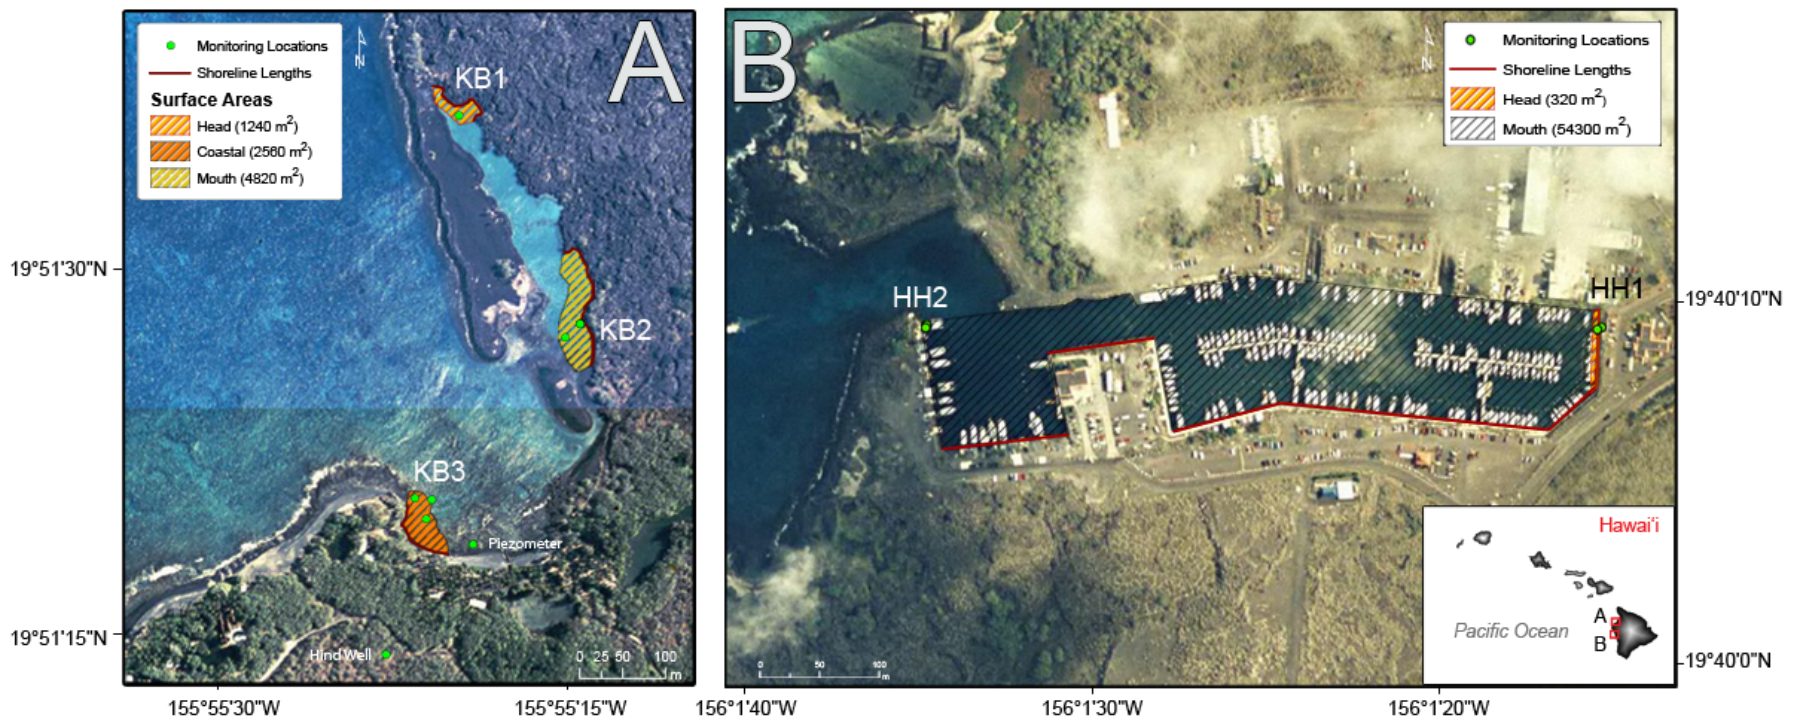 A
Monitoring Locations
Shoreline Lengths
Surface Areas
Head (1240 m²)
Coastal (2560 m²)
Mouth (4820 m²)
N
KB1
KB2
KB3
Piezometer
Hind Well
0 25 50 100
m
19°51'30"N
19°51'15"N
155°55'30"W
155°55'15"W
B
Monitoring Locations
Shoreline Lengths
Head (320 m²)
Mouth (54300 m²)
N
HH2
HH1
0 50 100
m
Hawai'i
A
B
Pacific Ocean
19°40'10"N
19°40'0"N
156°1'40"W
156°1'30"W
156°1'20"W